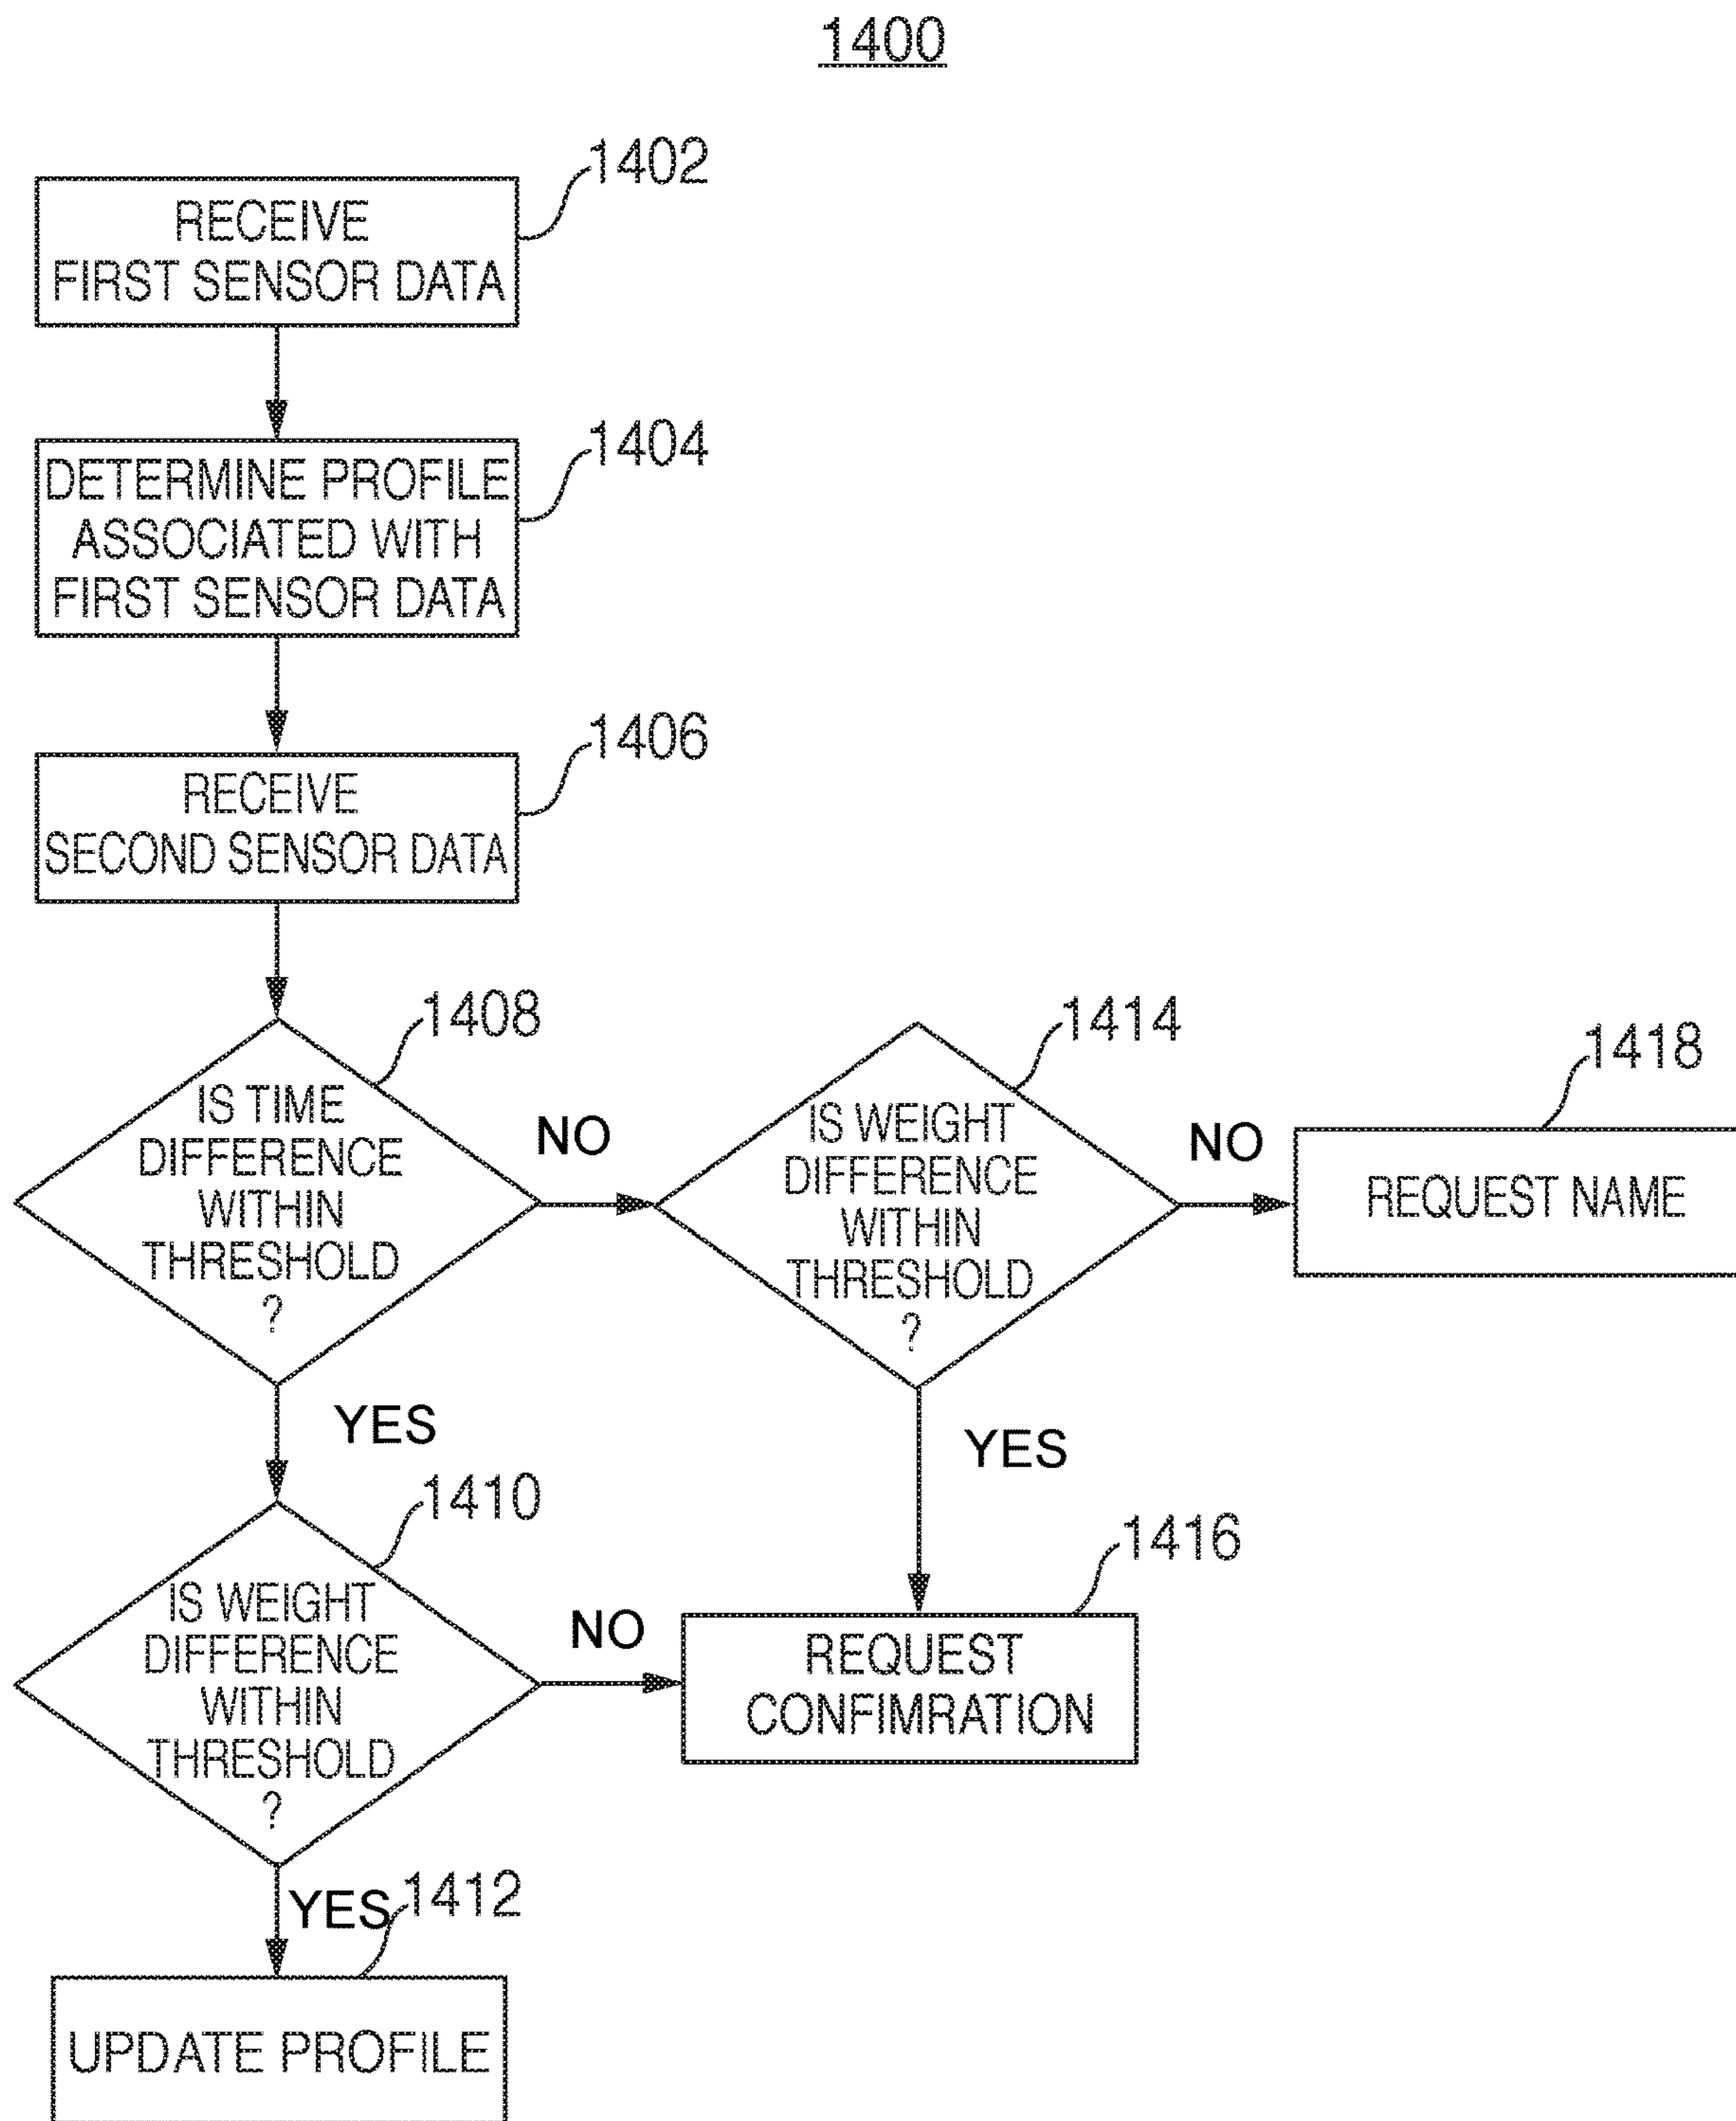 1400
1402
RECEIVE
FIRST SENSOR DATA
1404
DETERMINE PROFILE
ASSOCIATED WITH
FIRST SENSOR DATA
1406
RECEIVE
SECOND SENSOR DATA
1408
IS TIME
DIFFERENCE
WITHIN
THRESHOLD
?
NO
1414
IS WEIGHT
DIFFERENCE
WITHIN
THRESHOLD
?
NO
1418
REQUEST NAME
YES
YES
1410
IS WEIGHT
DIFFERENCE
WITHIN
THRESHOLD
?
NO
1416
REQUEST
CONFIMRATION
YES
1412
UPDATE PROFILE